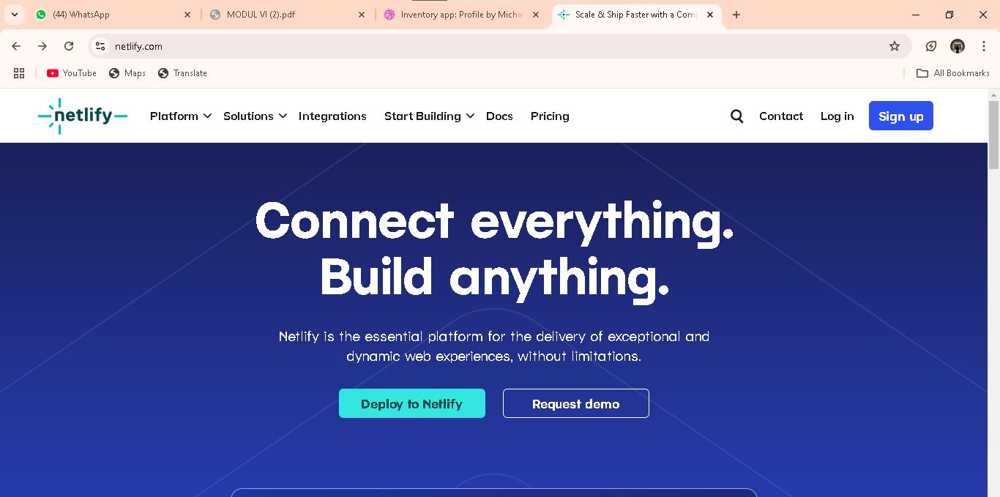 (44) WhatsApp
MODUL VI (2).pdf
Inventory app: Profile by Micha
Scale & Ship Faster with a Comp
netlify.com
YouTube Maps Translate All Bookmarks
netlify Platform Solutions Integrations Start Building Docs Pricing Contact Log in Sign up
Connect everything.
Build anything.
Netlify is the essential platform for the delivery of exceptional and
dynamic web experiences, without limitations.
Deploy to Netlify Request demo